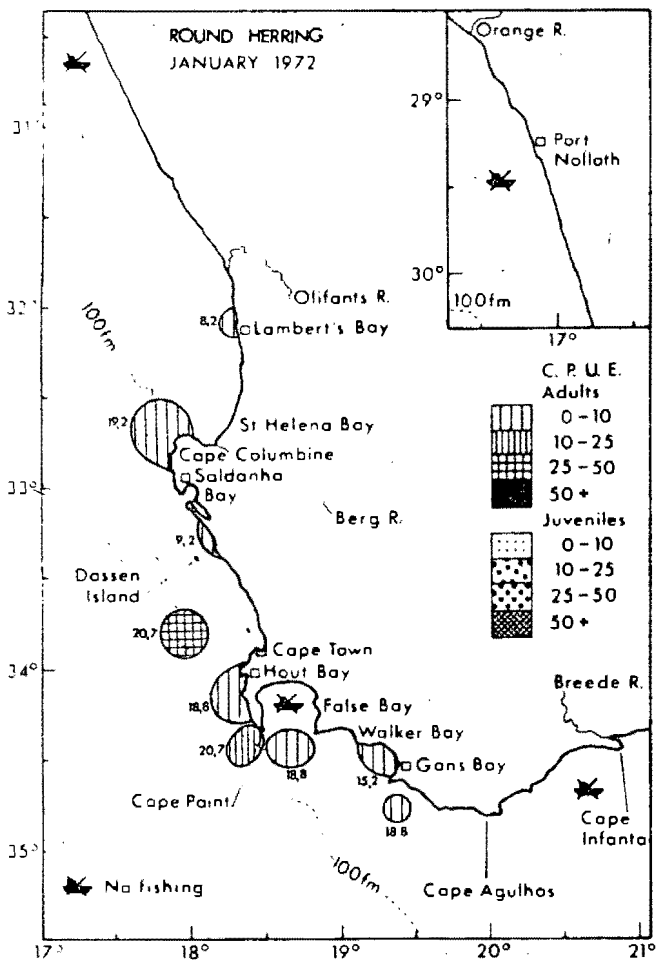 ROUND HERRING
JANUARY 1972
Orange R.
29°
Port
Nolloth
30°
100fm
17°
31°
Olifants R.
32°
100fm
8,2
Lambert's Bay
C. P. U. E.
Adults
0-10
10-25
25-50
50+
Juveniles
0-10
10-25
25-50
50+
19,2
St Helena Bay
Cape Columbine
Saldanha
Bay
33°
Berg R.
9,2
Dassen
Island
20,7
Cape Town
34°
Hout Bay
Breede R.
18,8
False Bay
Walker Bay
20,7
18,8
15,2
Gans Bay
Cape Point
18 8
Cape
Infanta
35°
100fm
No fishing
Cape Agulhas
17°
18°
19°
20°
21°